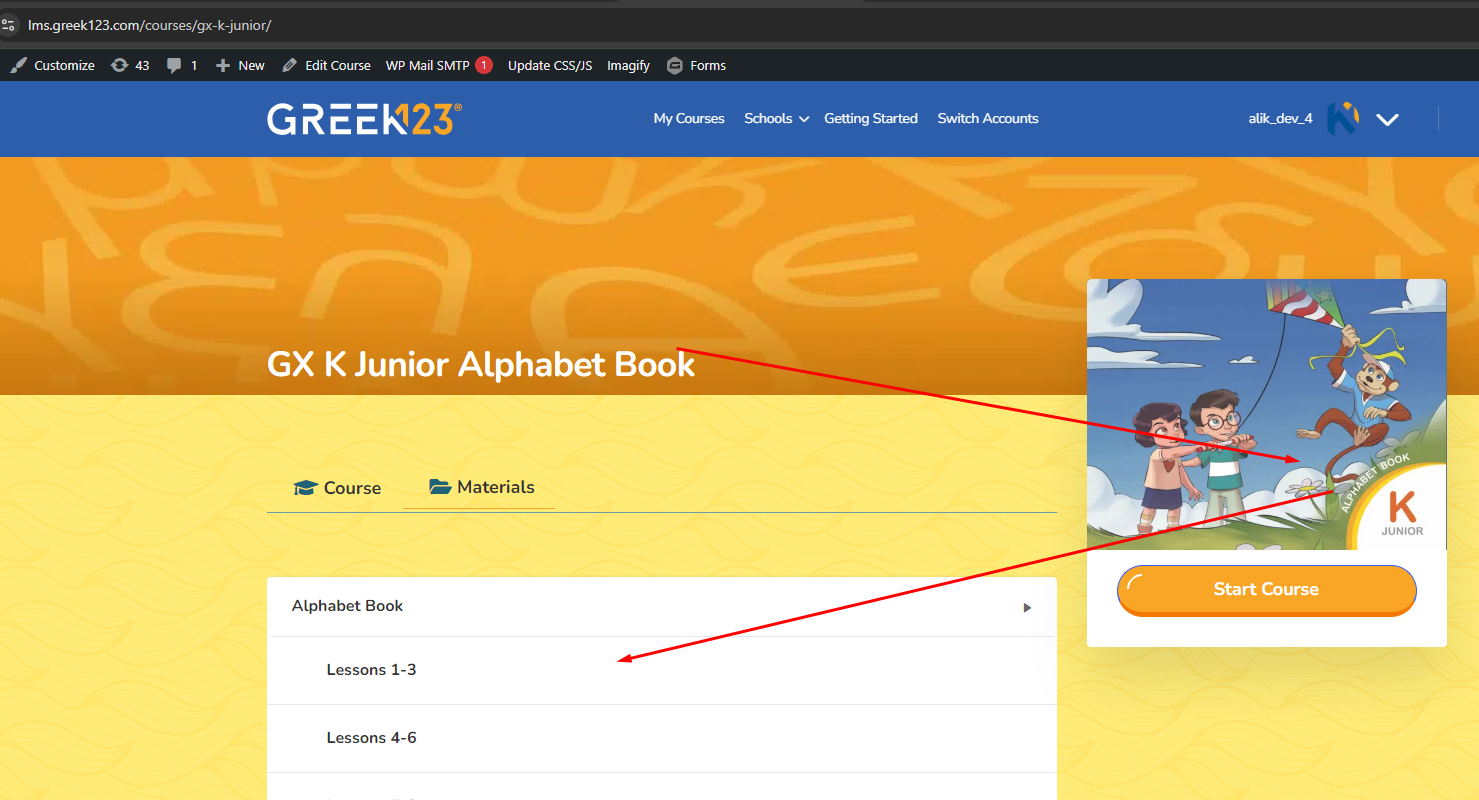 lms.greek123.com/courses/gx-k-junior/
Customize 43 1 New Edit Course WP Mail SMTP 1 Update CSS/JS Imagify Forms
GREEK123®
My Courses Schools Getting Started Switch Accounts
alik_dev_4
GX K Junior Alphabet Book
ALPHABET BOOK
K
JUNIOR
Start Course
Course Materials
Alphabet Book
Lessons 1-3
Lessons 4-6